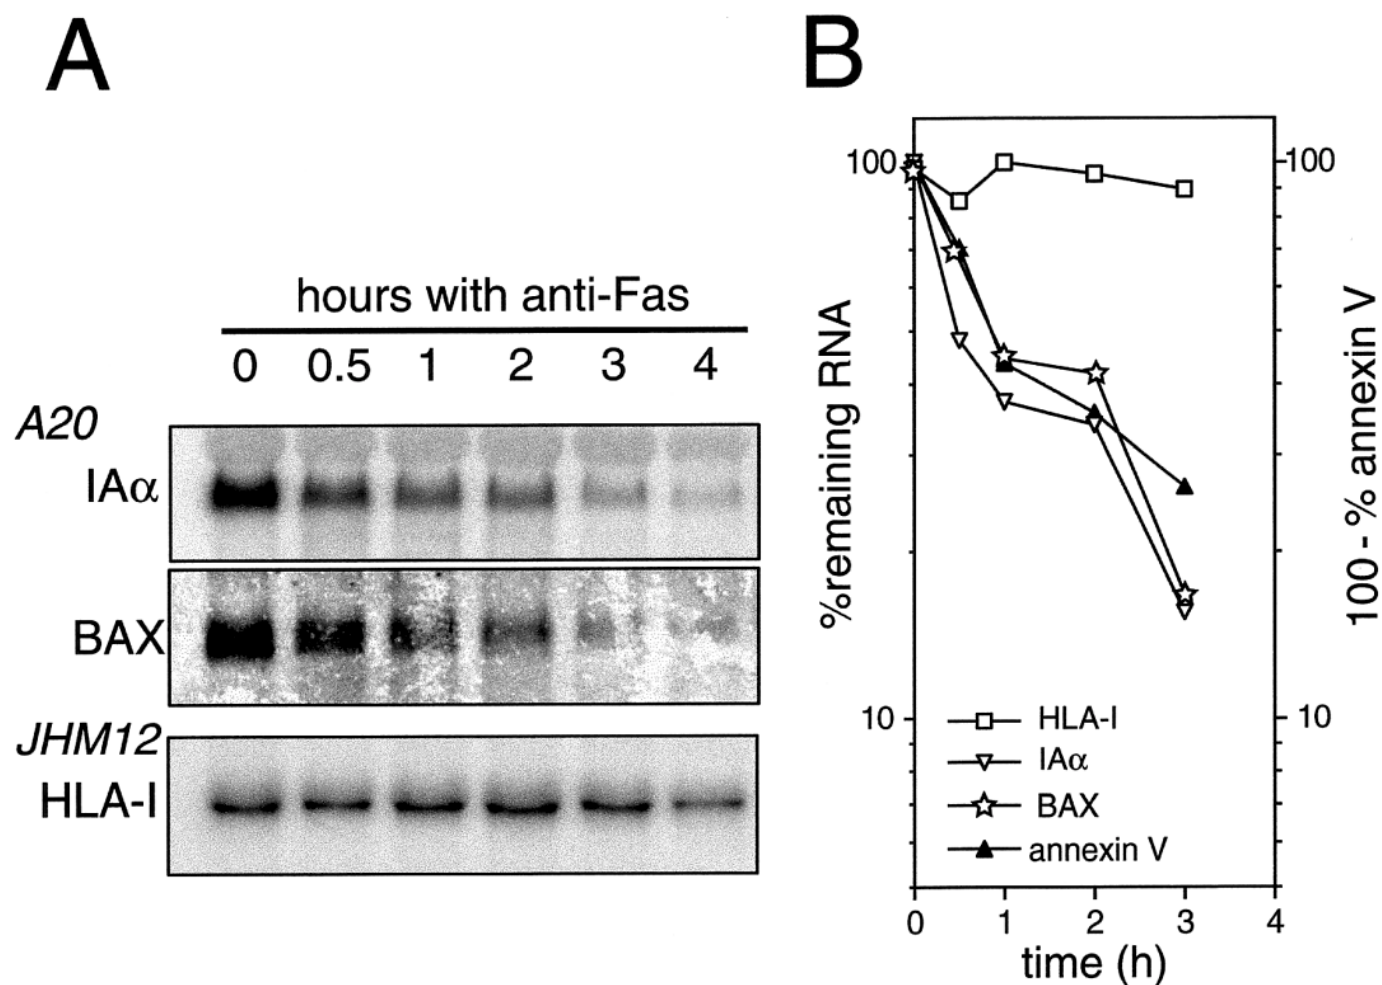 A
hours with anti-Fas
0 0.5 1 2 3 4
A20
IAα
BAX
JHM12
HLA-I
B
100
10
%remaining RNA
100
10
100 - % annexin V
HLA-I
IAα
BAX
annexin V
0 1 2 3 4
time (h)